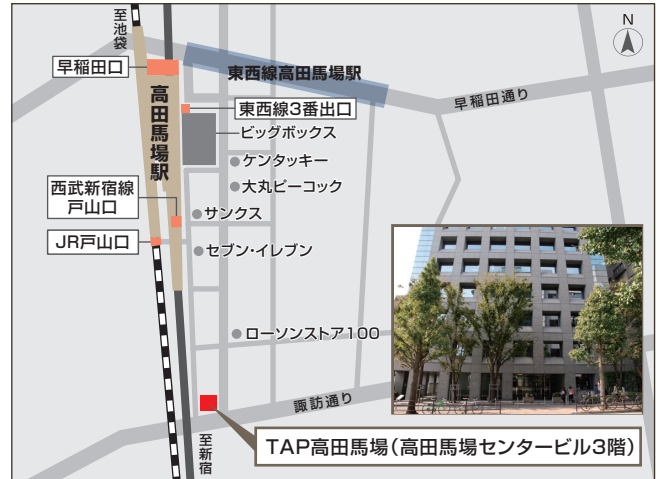 至池袋
N
早稲田口
東西線高田馬場駅
早稲田通り
高田馬場駅
東西線3番出口
ビッグボックス
ケンタッキー
大丸ピーコック
西武新宿線
戸山口
サンクス
JR戸山口
セブン・イレブン
ローソンストア100
諏訪通り
至新宿
TAP高田馬場(高田馬場センタービル3階)